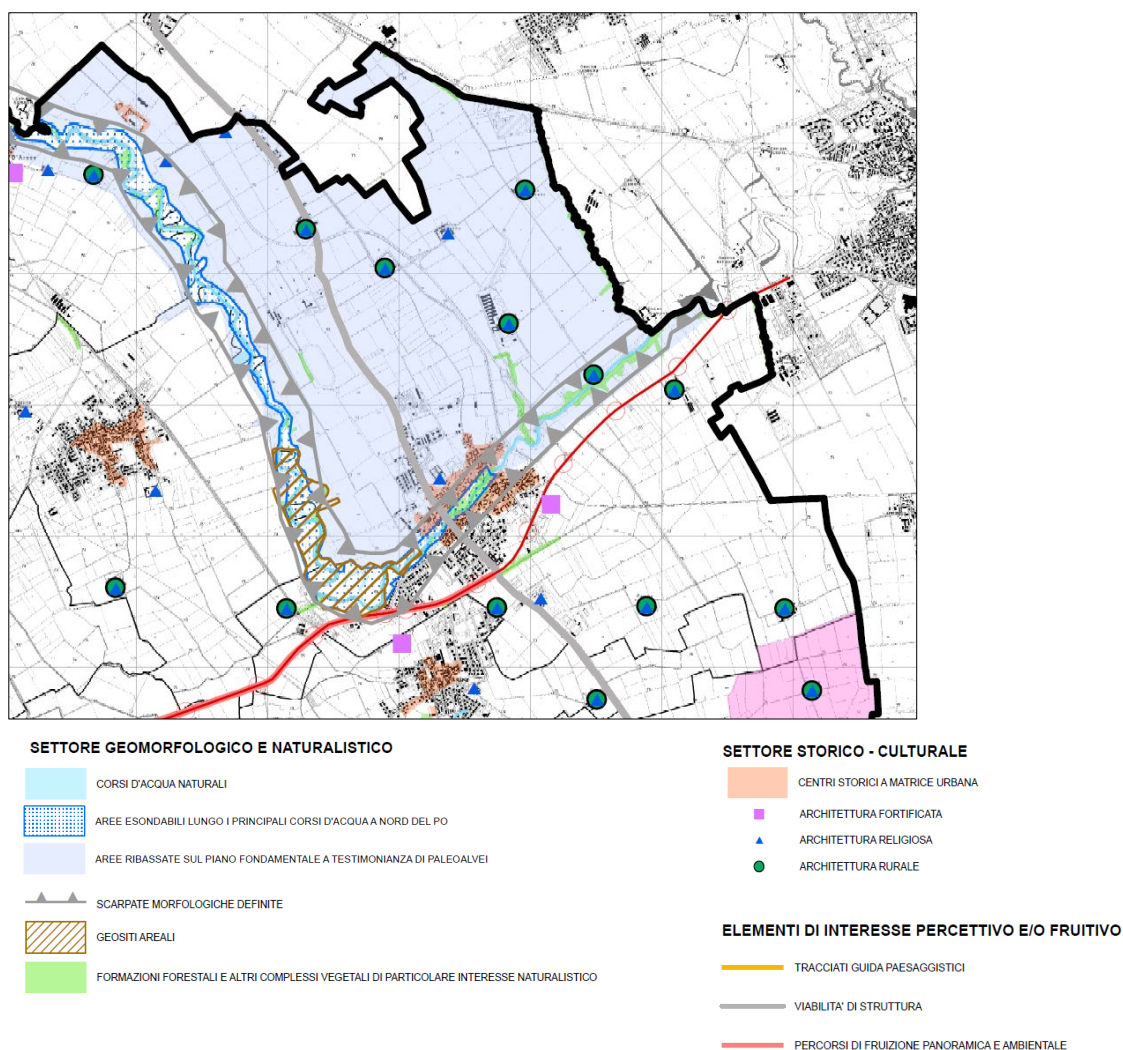 D'Arese
SETTORE GEOMORFOLOGICO E NATURALISTICO
CORSI D'ACQUA NATURALI
AREE ESONDABILI LUNGO I PRINCIPALI CORSI D'ACQUA A NORD DEL PO
AREE RIBASSATE SUL PIANO FONDAMENTALE A TESTIMONIANZA DI PALEOALVEI
SCARPATE MORFOLOGICHE DEFINITE
GEOSITI AREALI
FORMAZIONI FORESTALI E ALTRI COMPLESSI VEGETALI DI PARTICOLARE INTERESSE NATURALISTICO
SETTORE STORICO - CULTURALE
CENTRI STORICI A MATRICE URBANA
ARCHITETTURA FORTIFICATA
ARCHITETTURA RELIGIOSA
ARCHITETTURA RURALE
ELEMENTI DI INTERESSE PERCETTIVO E/O FRUITIVO
TRACCIATI GUIDA PAESAGGISTICI
VIABILITA' DI STRUTTURA
PERCORSI DI FRUIZIONE PANORAMICA E AMBIENTALE